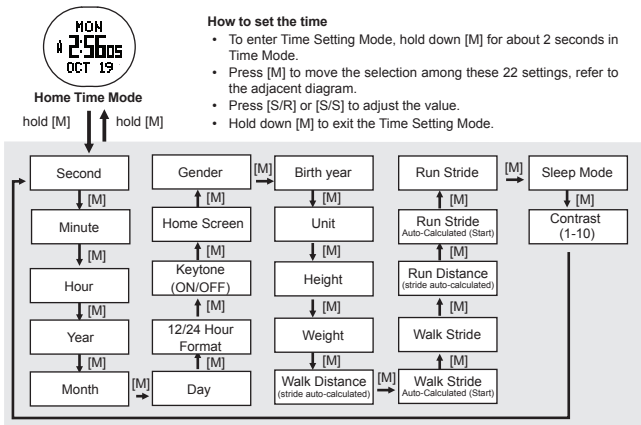 MON
A 2:56 05
OCT 19
Home Time Mode
hold [M]
hold [M]
How to set the time
• To enter Time Setting Mode, hold down [M] for about 2 seconds in
Time Mode.
• Press [M] to move the selection among these 22 settings, refer to
the adjacent diagram.
• Press [S/R] or [S/S] to adjust the value.
• Hold down [M] to exit the Time Setting Mode.
Second
[M]
Minute
[M]
Hour
[M]
Year
[M]
Month
[M]
Day
[M]
12/24 Hour
Format
[M]
Keytone
(ON/OFF)
[M]
Home Screen
[M]
Gender
[M]
Birth year
[M]
Unit
[M]
Height
[M]
Weight
[M]
Walk Distance
(stride auto-calculated)
[M]
Walk Stride
Auto-Calculated (Start)
[M]
Walk Stride
[M]
Run Distance
(stride auto-calculated)
[M]
Run Stride
Auto-Calculated (Start)
[M]
Run Stride
[M]
Sleep Mode
[M]
Contrast
(1-10)